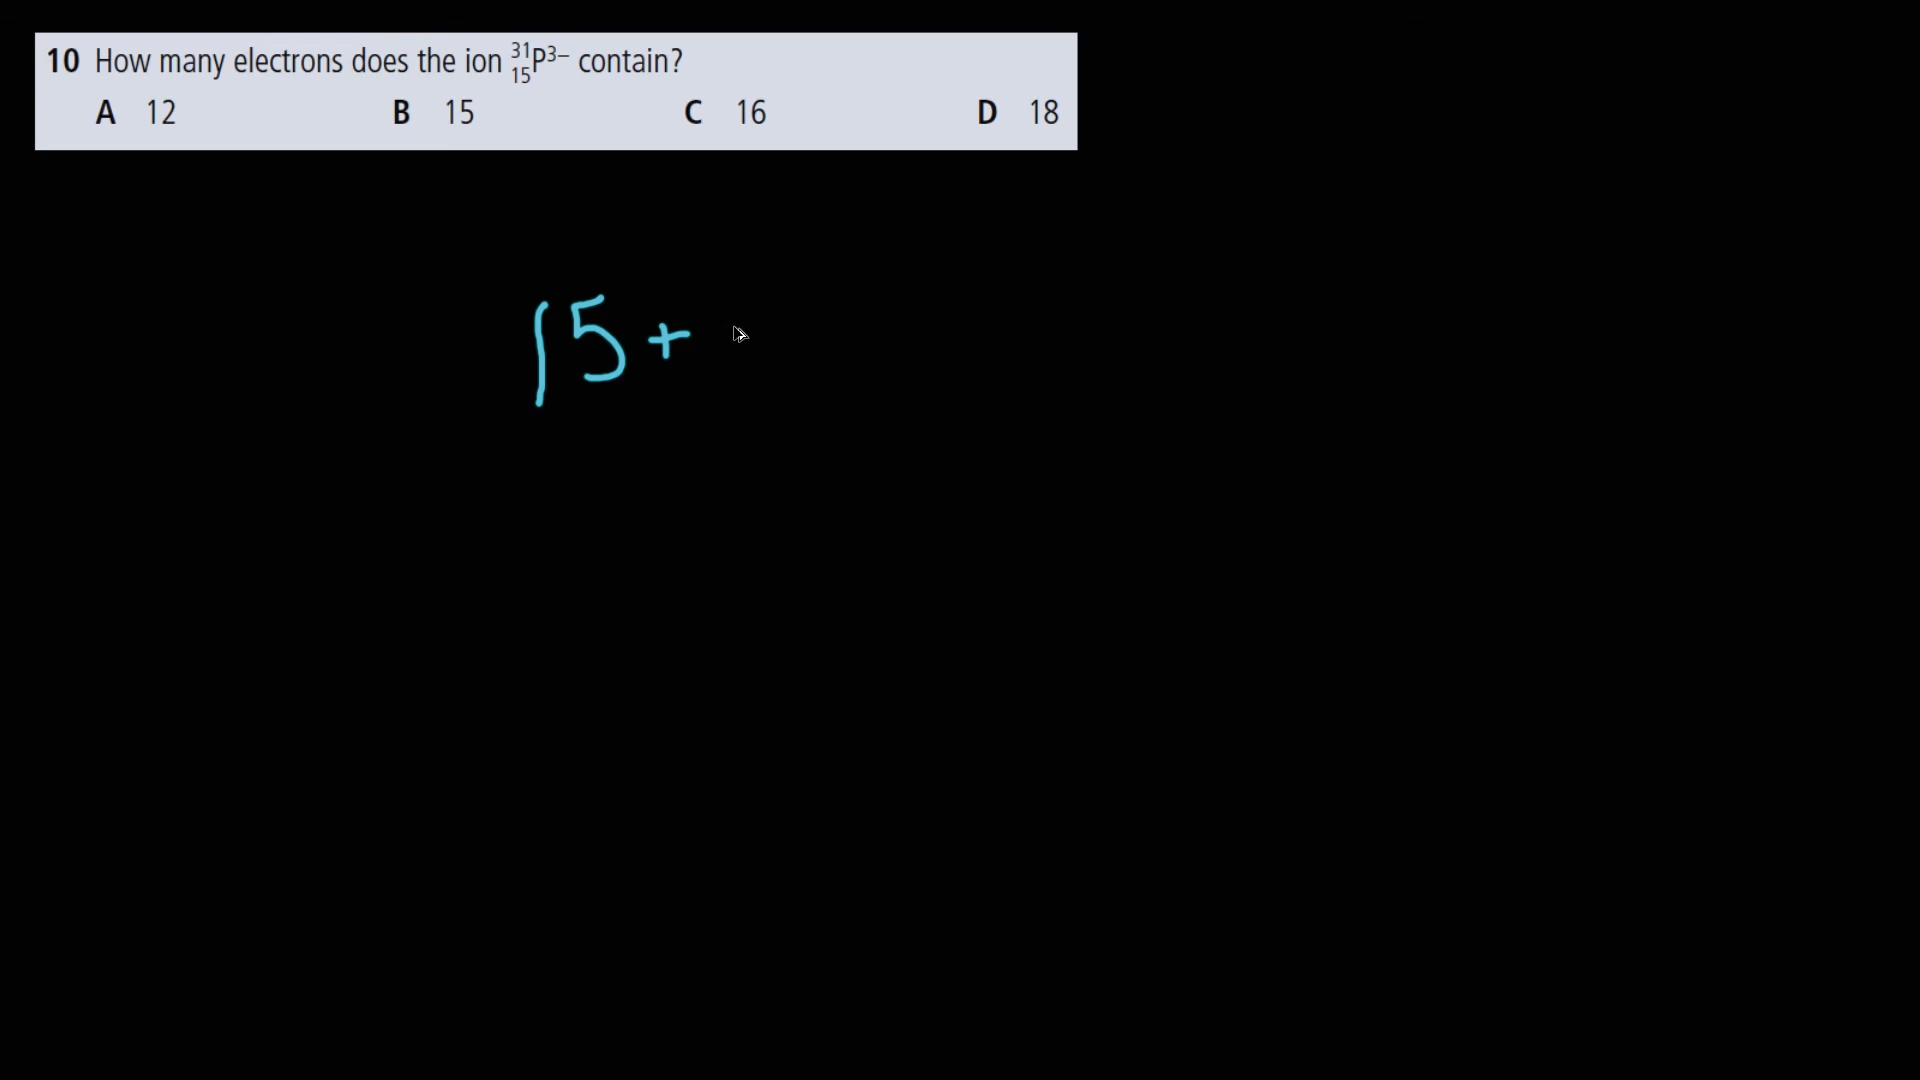 10 How many electrons does the ion ³¹₁₅P³⁻ contain?
A 12 B 15 C 16 D 18
15+